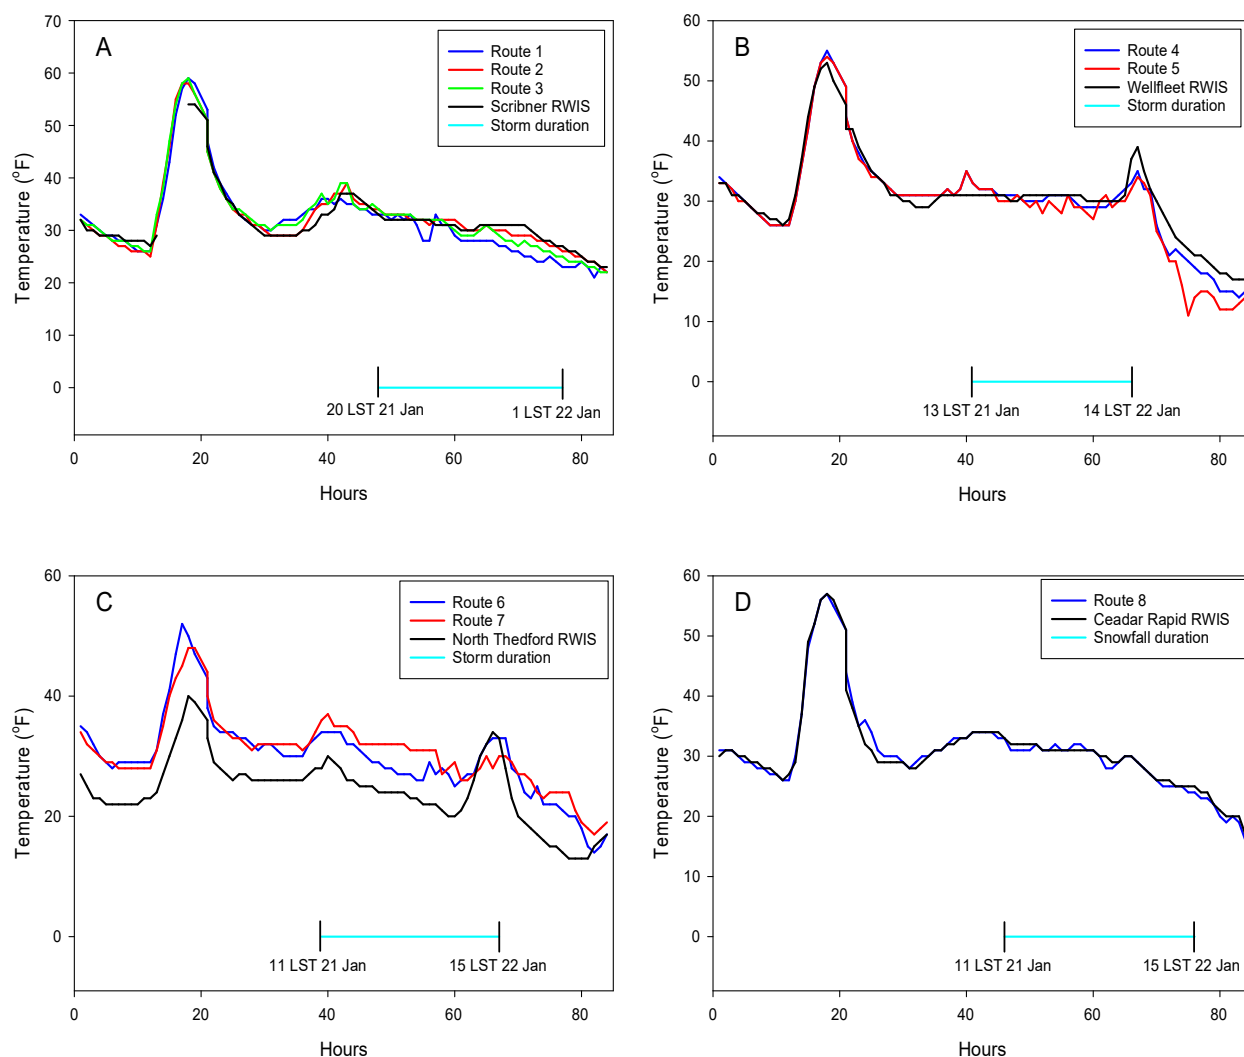 A
Temperature (°F)
70
60
50
40
30
20
10
0
Route 1
Route 2
Route 3
Scribner RWIS
Storm duration
20 LST 21 Jan
1 LST 22 Jan
0 20 40 60 80
Hours
B
Temperature (°F)
60
50
40
30
20
10
0
Route 4
Route 5
Wellfleet RWIS
Storm duration
13 LST 21 Jan
14 LST 22 Jan
0 20 40 60 80
Hours
C
Temperature (°F)
60
40
20
0
Route 6
Route 7
North Thedford RWIS
Storm duration
11 LST 21 Jan
15 LST 22 Jan
0 20 40 60 80
Hours
D
Temperature (°F)
60
50
40
30
20
10
0
Route 8
Ceadar Rapid RWIS
Snowfall duration
11 LST 21 Jan
15 LST 22 Jan
0 20 40 60 80
Hours